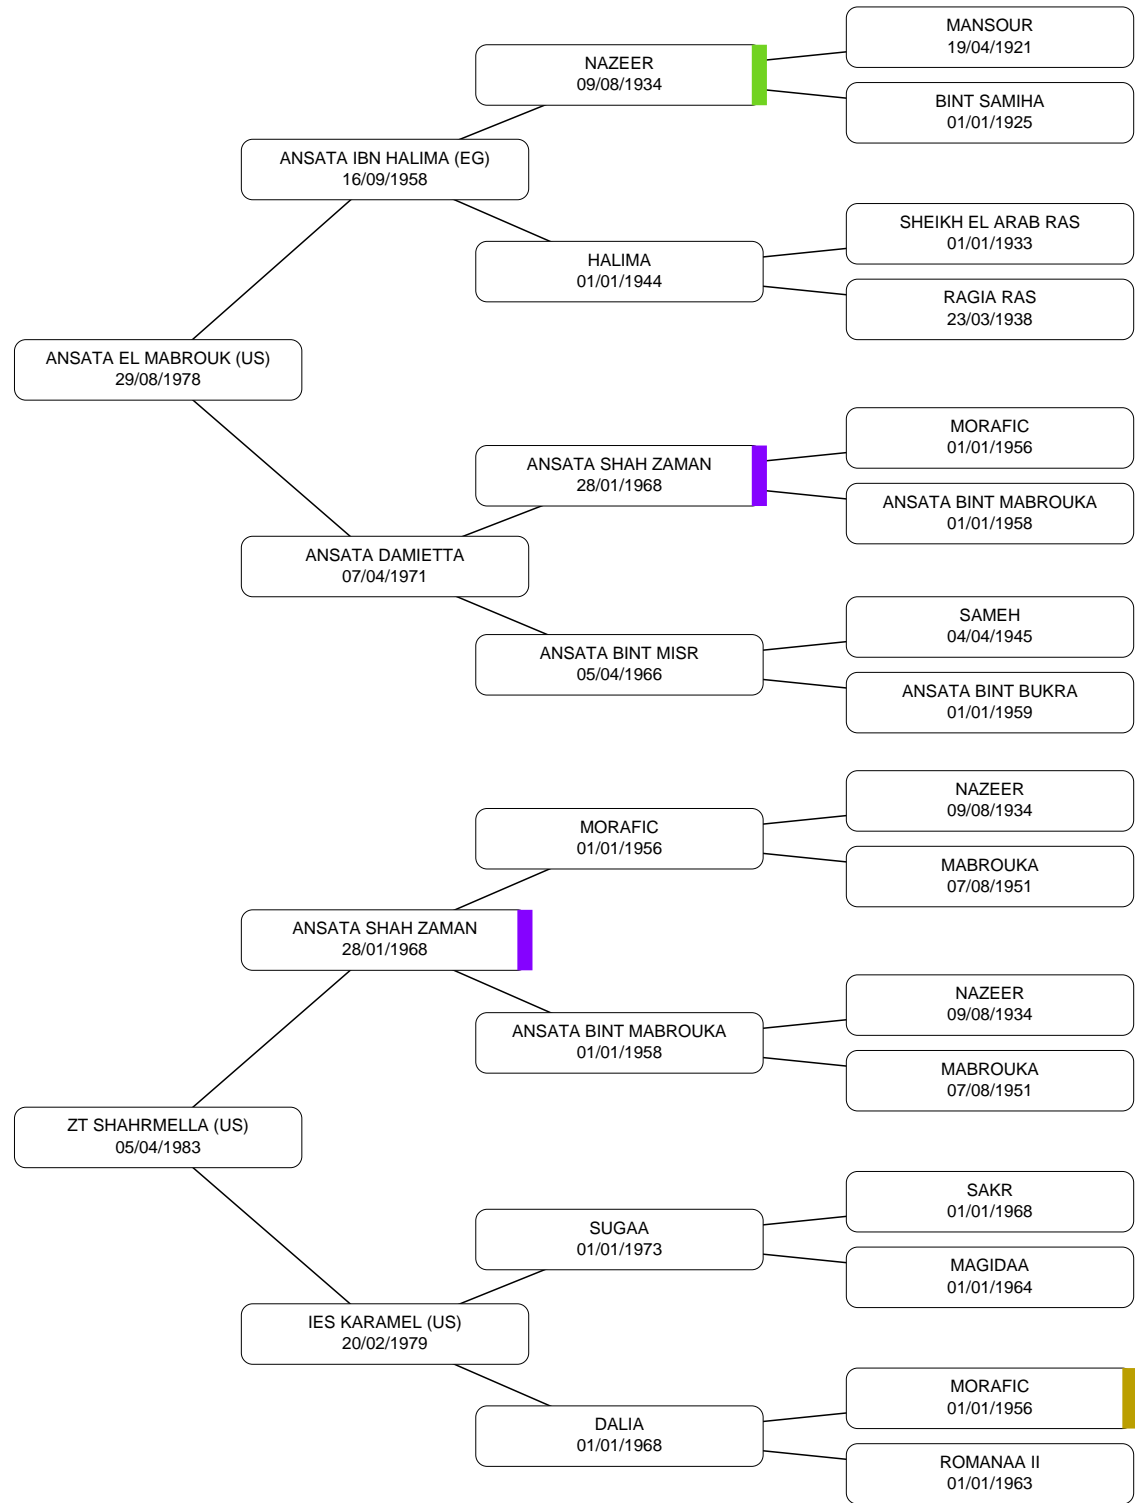 MANSOUR
19/04/1921
NAZEER
09/08/1934
BINT SAMIHA
01/01/1925
ANSATA IBN HALIMA (EG)
16/09/1958
SHEIKH EL ARAB RAS
01/01/1933
HALIMA
01/01/1944
RAGIA RAS
23/03/1938
ANSATA EL MABROUK (US)
29/08/1978
MORAFIC
01/01/1956
ANSATA SHAH ZAMAN
28/01/1968
ANSATA BINT MABROUKA
01/01/1958
ANSATA DAMIETTA
07/04/1971
SAMEH
04/04/1945
ANSATA BINT MISR
05/04/1966
ANSATA BINT BUKRA
01/01/1959
NAZEER
09/08/1934
MORAFIC
01/01/1956
MABROUKA
07/08/1951
ANSATA SHAH ZAMAN
28/01/1968
NAZEER
09/08/1934
ANSATA BINT MABROUKA
01/01/1958
MABROUKA
07/08/1951
ZT SHAHRMELLA (US)
05/04/1983
SAKR
01/01/1968
SUGAA
01/01/1973
MAGIDAA
01/01/1964
IES KARAMEL (US)
20/02/1979
MORAFIC
01/01/1956
DALIA
01/01/1968
ROMANAA II
01/01/1963